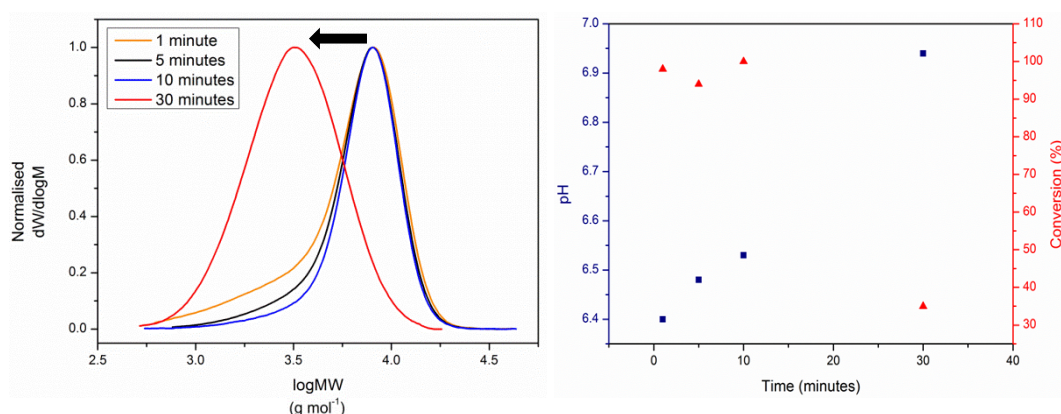 1 minute
5 minutes
10 minutes
30 minutes
1.0
0.8
0.6
0.4
0.2
0.0
Normalised
dW/dlogM
2.5 3.0 3.5 4.0 4.5
logMW
(g mol⁻¹)
7.0
6.9
6.8
6.7
6.6
6.5
6.4
pH
110
100
90
80
70
60
50
40
30
Conversion (%)
0 10 20 30 40
Time (minutes)